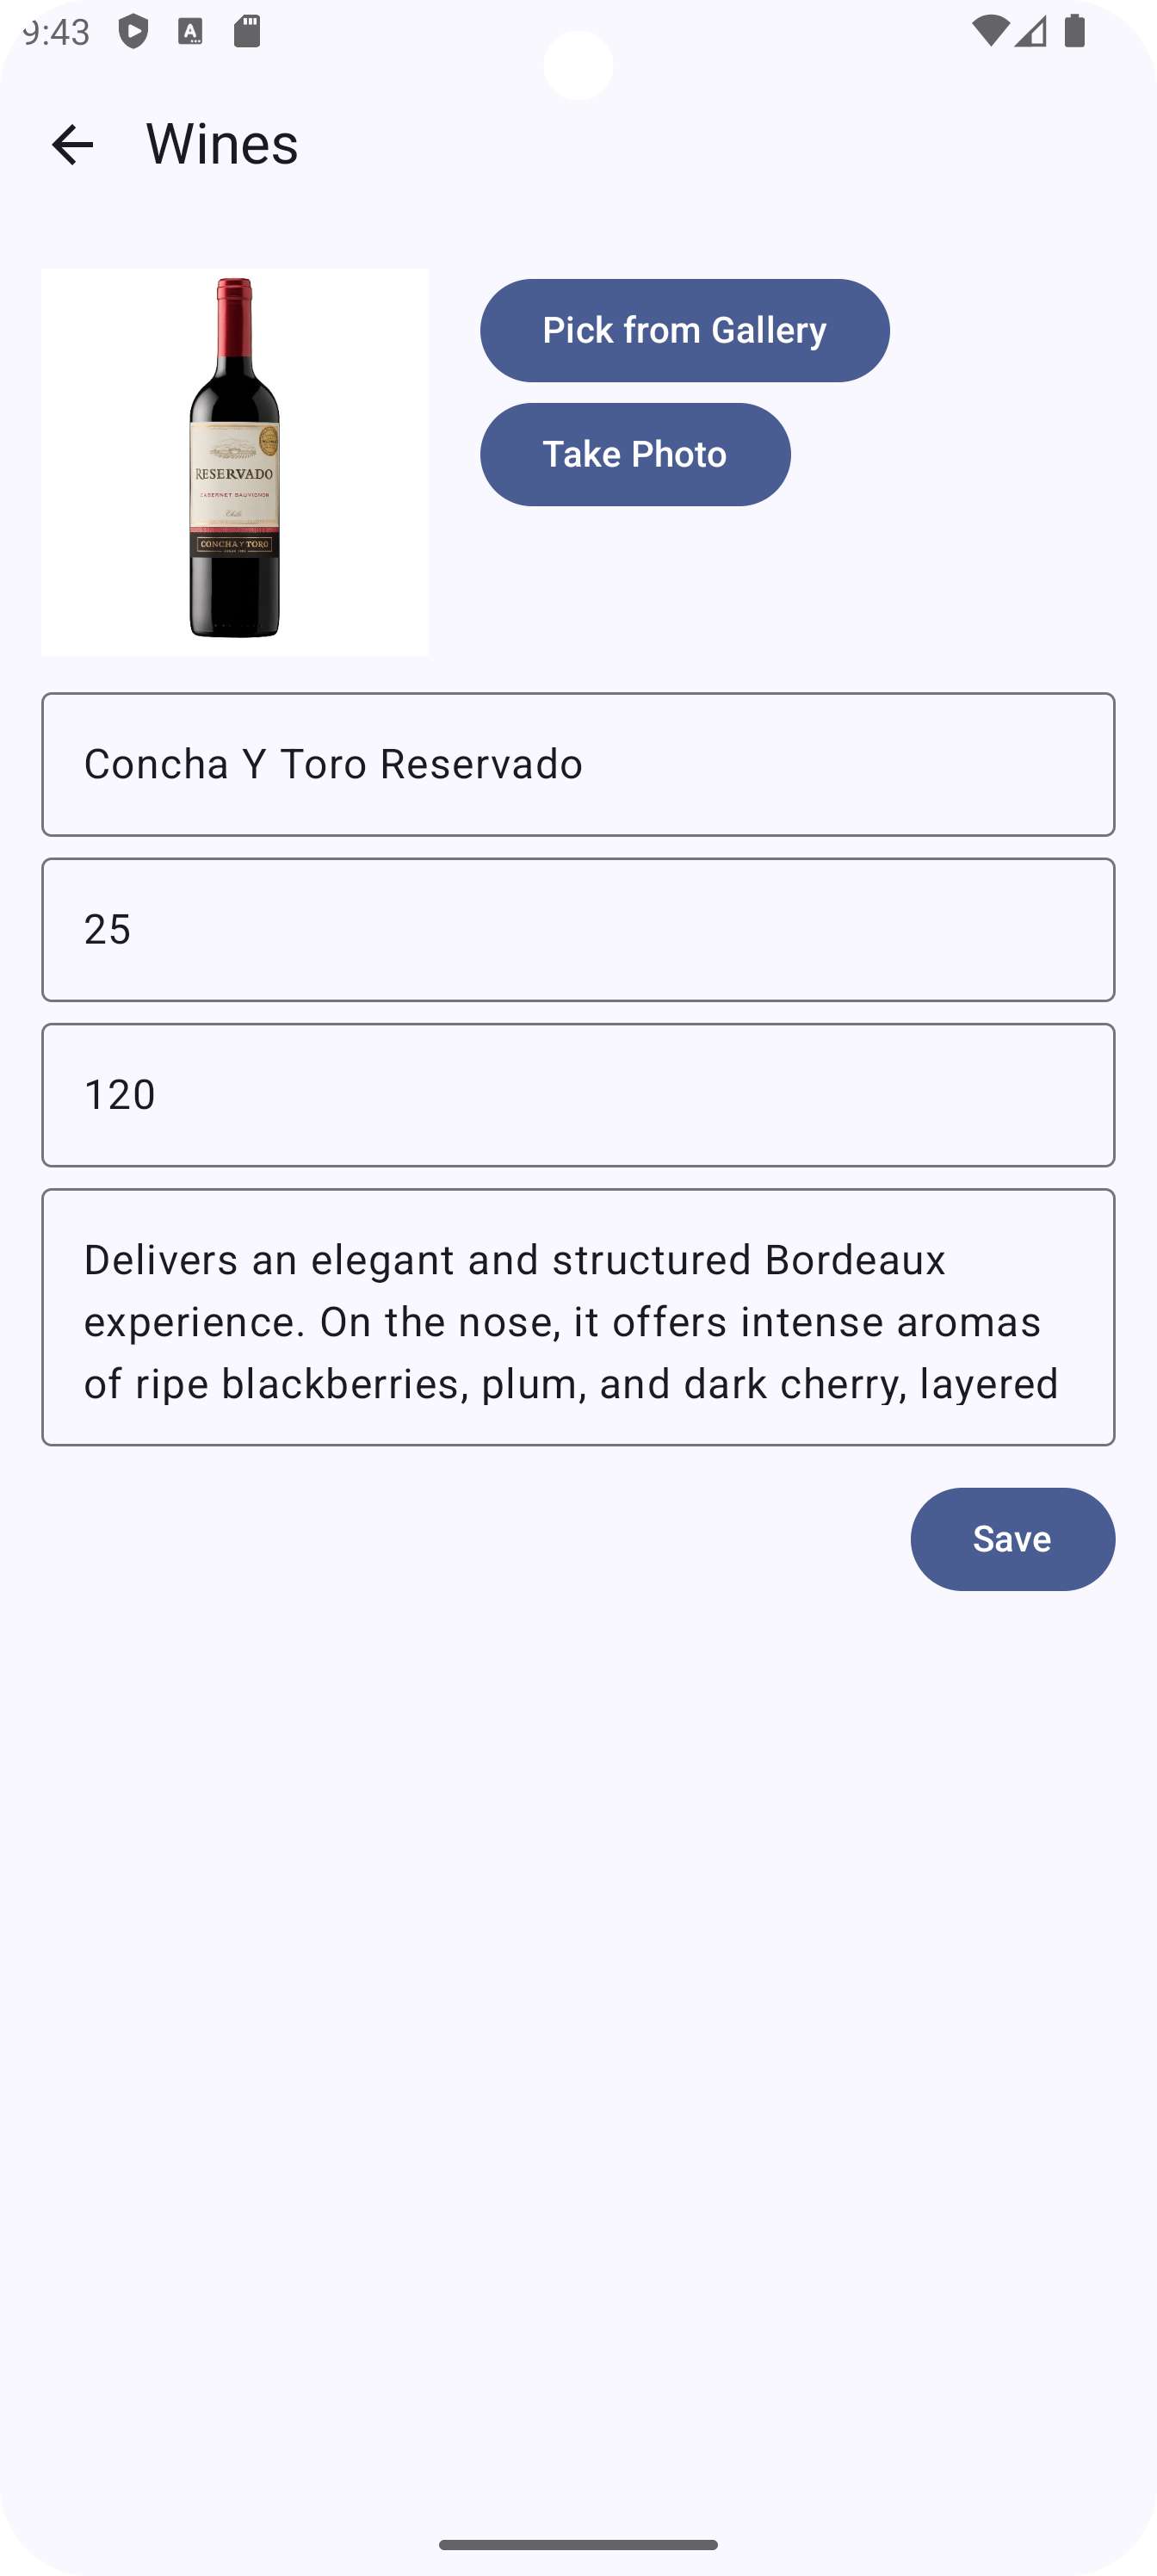 9:43
Wines
Pick from Gallery
Take Photo
RESERVADO
CABERNET SAUVIGNON
Chile
CONCHA Y TORO
Concha Y Toro Reservado
25
120
Delivers an elegant and structured Bordeaux
experience. On the nose, it offers intense aromas
of ripe blackberries, plum, and dark cherry, layered
Save